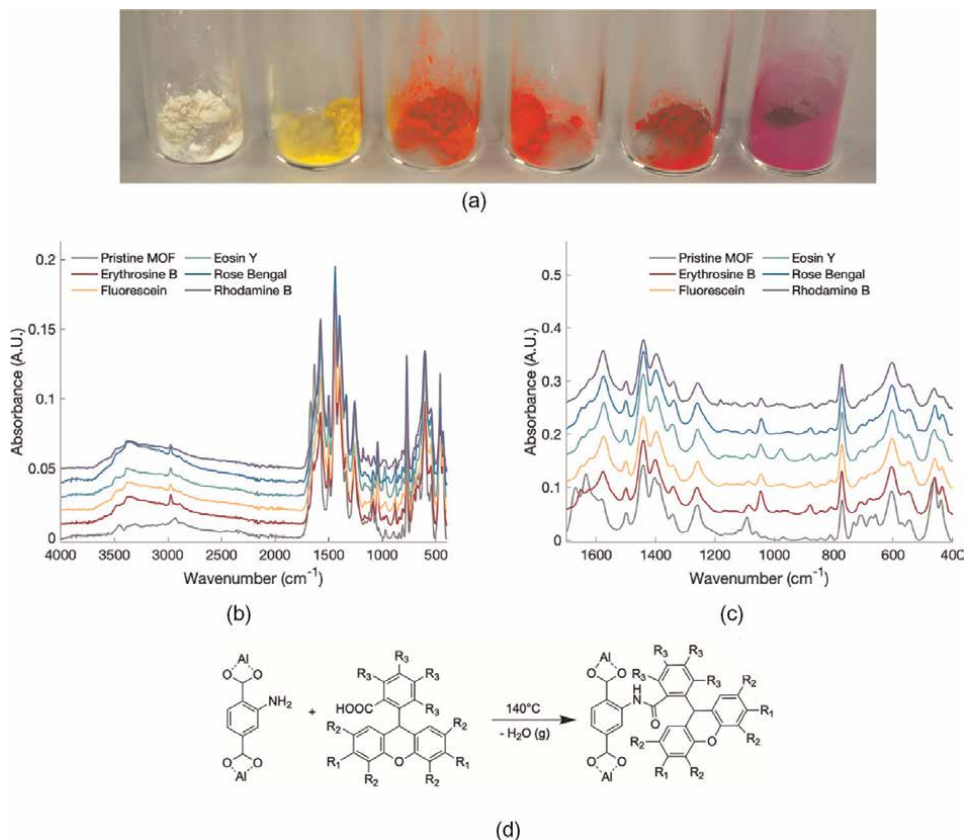 (a)
Pristine MOF
Erythrosine B
Fluorescein
Eosin Y
Rose Bengal
Rhodamine B
0.2
0.15
0.1
0.05
0
Absorbance (A.U.)
4000 3500 3000 2500 2000 1500 1000 500
Wavenumber (cm⁻¹)
(b)
Pristine MOF
Erythrosine B
Fluorescein
Eosin Y
Rose Bengal
Rhodamine B
0.5
0.4
0.3
0.2
0.1
0
Absorbance (A.U.)
1600 1400 1200 1000 800 600 400
Wavenumber (cm⁻¹)
(c)
Al
O O
NH₂
O O
Al
+
R₃
R₃ R₃
HOOC R₃
R₂ R₂
R₁ O R₁
R₂ R₂
140°C
- H₂O (g)
Al
O O
H
N
O
O O
Al
R₃
R₃ R₃
R₃
R₂
R₁
R₂
O
R₂
R₁ R₂
(d)